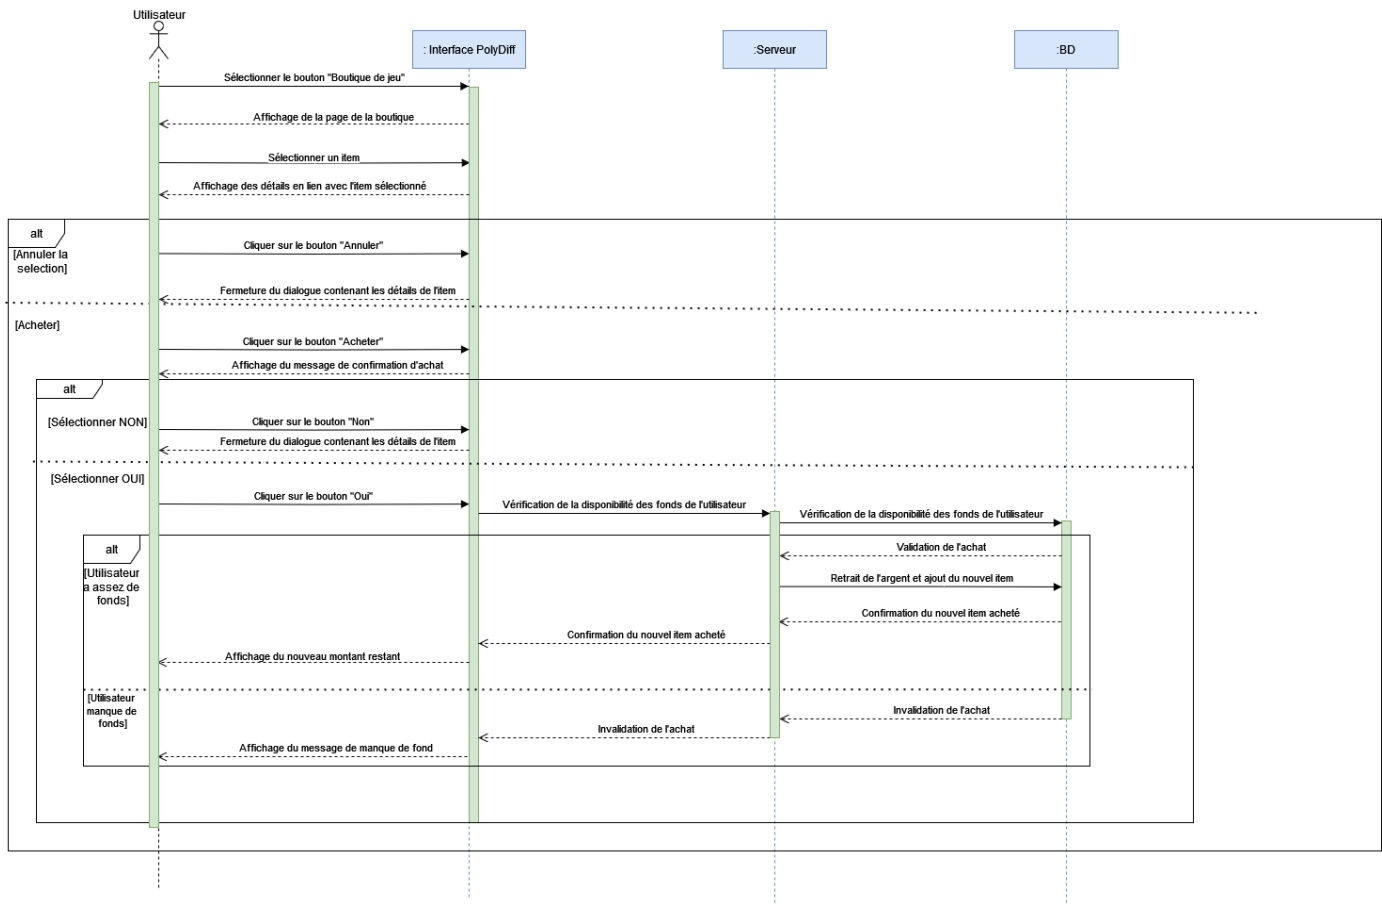 Utilisateur
: Interface PolyDiff
:Serveur
:BD
Sélectionner le bouton "Boutique de jeu"
Affichage de la page de la boutique
Sélectionner un item
Affichage des détails en lien avec l'item sélectionné
alt
[Annuler la
selection]
Cliquer sur le bouton "Annuler"
Fermeture du dialogue contenant les détails de l'item
[Acheter]
Cliquer sur le bouton "Acheter"
Affichage du message de confirmation d'achat
alt
[Sélectionner NON]
Cliquer sur le bouton "Non"
Fermeture du dialogue contenant les détails de l'item
[Sélectionner OUI]
Cliquer sur le bouton "Oui"
Vérification de la disponibilité des fonds de l'utilisateur
Vérification de la disponibilité des fonds de l'utilisateur
alt
[Utilisateur
a assez de
fonds]
Validation de l'achat
Retrait de l'argent et ajout du nouvel item
Confirmation du nouvel item acheté
Confirmation du nouvel item acheté
Affichage du nouveau montant restant
[Utilisateur
manque de
fonds]
Invalidation de l'achat
Invalidation de l'achat
Affichage du message de manque de fond